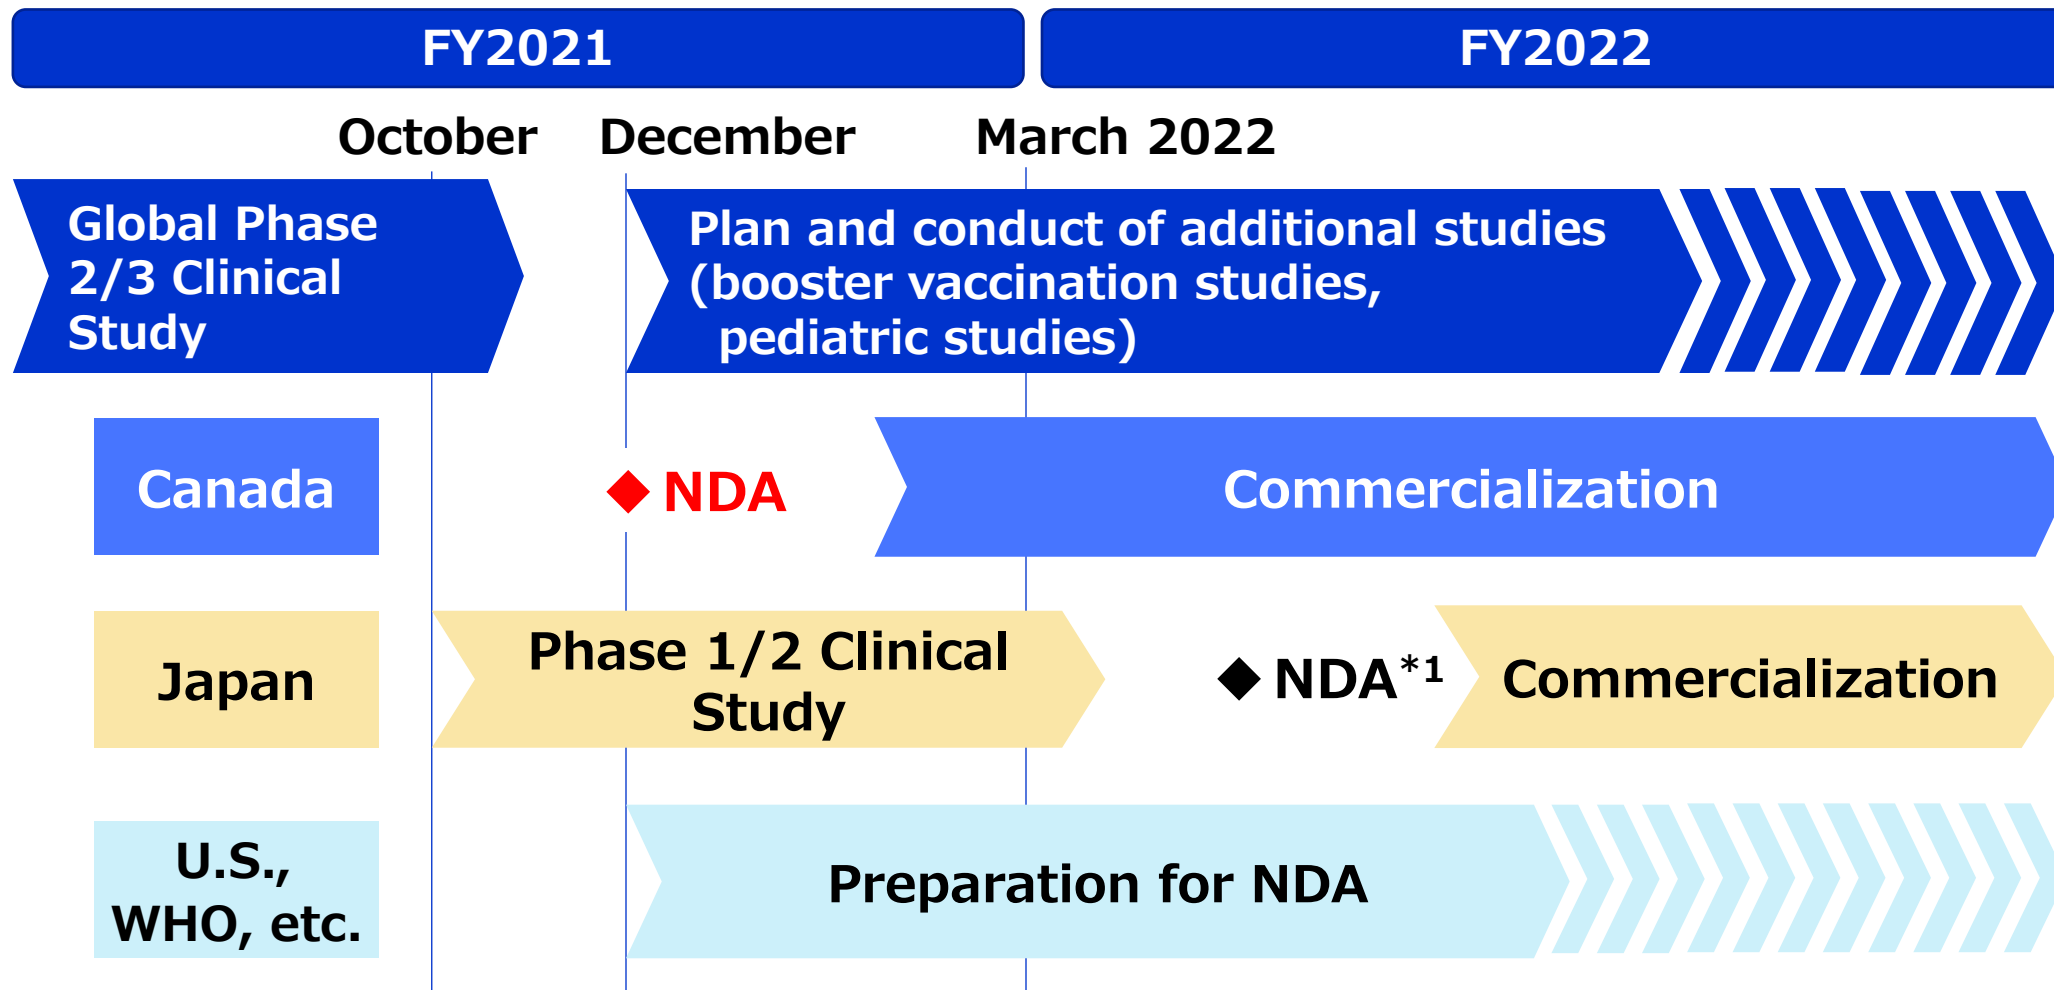 FY2021
FY2022
October
December
March 2022
Global Phase
2/3 Clinical
Study
Plan and conduct of additional studies
(booster vaccination studies,
pediatric studies)
Canada
◆ NDA
Commercialization
Japan
Phase 1/2 Clinical
Study
◆ NDA*1
Commercialization
U.S.,
WHO, etc.
Preparation for NDA